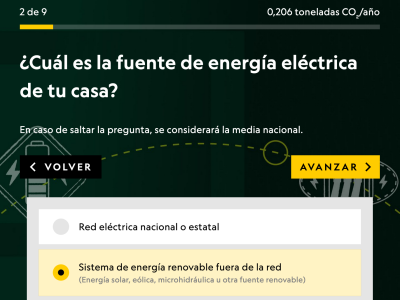 2 de 9
0,206 toneladas CO₂/año
¿Cuál es la fuente de energía eléctrica
de tu casa?
En caso de saltar la pregunta, se considerará la media nacional.
VOLVER
AVANZAR
Red eléctrica nacional o estatal
Sistema de energía renovable fuera de la red
(Energía solar, eólica, microhidráulica u otra fuente renovable)